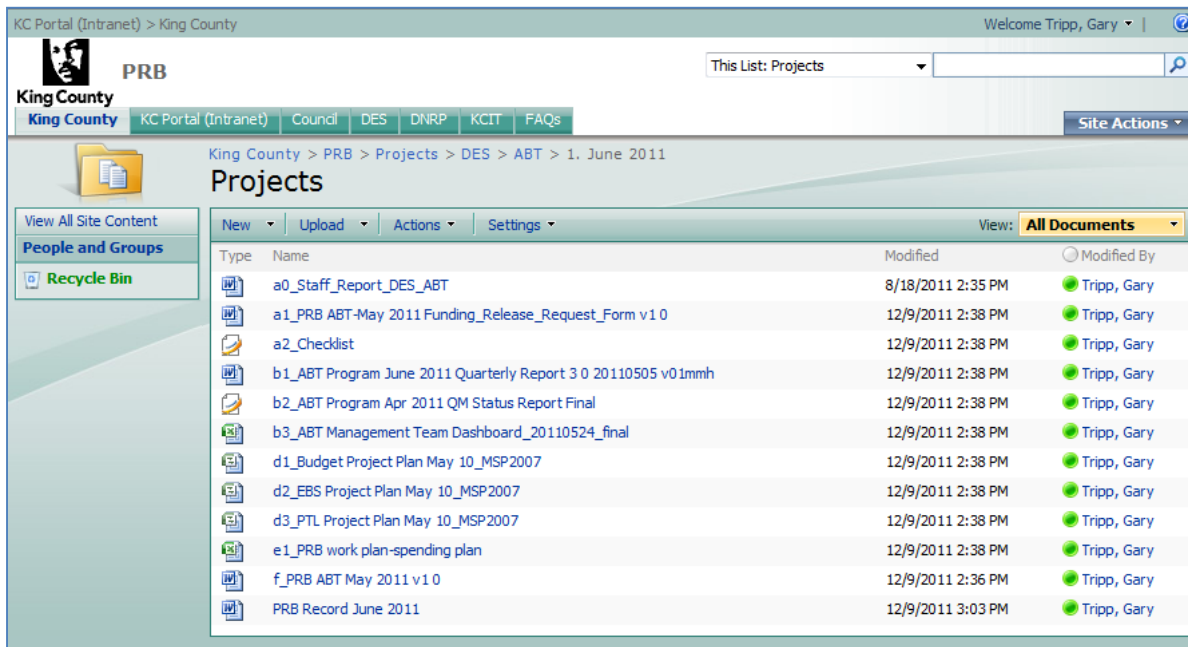 KC Portal (Intranet) > King County Welcome Tripp, Gary |
PRB This List: Projects
King County
King County KC Portal (Intranet) Council DES DNRP KCIT FAQs Site Actions
King County > PRB > Projects > DES > ABT > 1. June 2011
Projects
View All Site Content New Upload Actions Settings View: All Documents
People and Groups Type Name Modified Modified By
Recycle Bin a0_Staff_Report_DES_ABT 8/18/2011 2:35 PM Tripp, Gary
a1_PRB ABT-May 2011 Funding_Release_Request_Form v1 0 12/9/2011 2:38 PM Tripp, Gary
a2_Checklist 12/9/2011 2:38 PM Tripp, Gary
b1_ABT Program June 2011 Quarterly Report 3 0 20110505 v01mmh 12/9/2011 2:38 PM Tripp, Gary
b2_ABT Program Apr 2011 QM Status Report Final 12/9/2011 2:38 PM Tripp, Gary
b3_ABT Management Team Dashboard_20110524_final 12/9/2011 2:38 PM Tripp, Gary
d1_Budget Project Plan May 10_MSP2007 12/9/2011 2:38 PM Tripp, Gary
d2_EBS Project Plan May 10_MSP2007 12/9/2011 2:38 PM Tripp, Gary
d3_PTL Project Plan May 10_MSP2007 12/9/2011 2:38 PM Tripp, Gary
e1_PRB work plan-spending plan 12/9/2011 2:38 PM Tripp, Gary
f_PRB ABT May 2011 v1 0 12/9/2011 2:36 PM Tripp, Gary
PRB Record June 2011 12/9/2011 3:03 PM Tripp, Gary